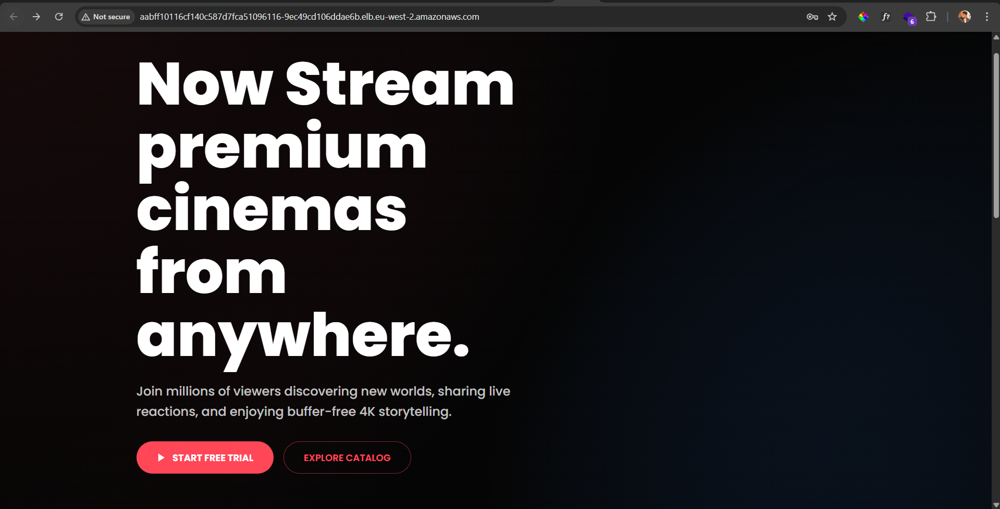 Not secure
aabff10116cf140c587d7fca51096116-9ec49cd106ddae6b.elb.eu-west-2.amazonaws.com
f?
6
Now Stream
premium
cinemas
from
anywhere.
Join millions of viewers discovering new worlds, sharing live
reactions, and enjoying buffer-free 4K storytelling.
START FREE TRIAL
EXPLORE CATALOG